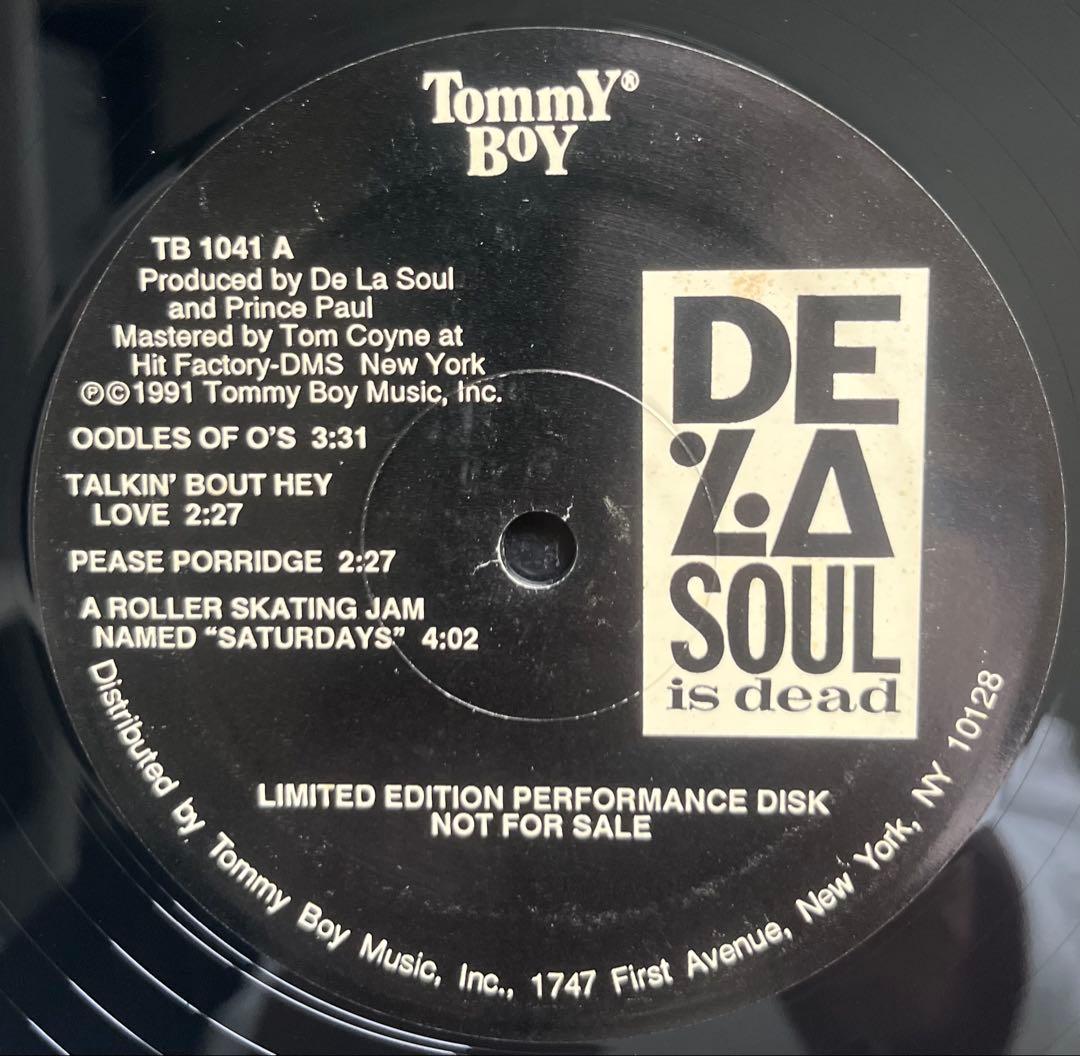 Tommy®
Boy
TB 1041 A
Produced by De La Soul
and Prince Paul
Mastered by Tom Coyne at
Hit Factory-DMS New York
℗©1991 Tommy Boy Music, Inc.
OODLES OF O'S 3:31
TALKIN' BOUT HEY
LOVE 2:27
PEASE PORRIDGE 2:27
A ROLLER SKATING JAM
NAMED “SATURDAYS” 4:02
DE
LA
SOUL
is dead
LIMITED EDITION PERFORMANCE DISK
NOT FOR SALE
Distributed by Tommy Boy Music, Inc., 1747 First Avenue, New York, NY 10128